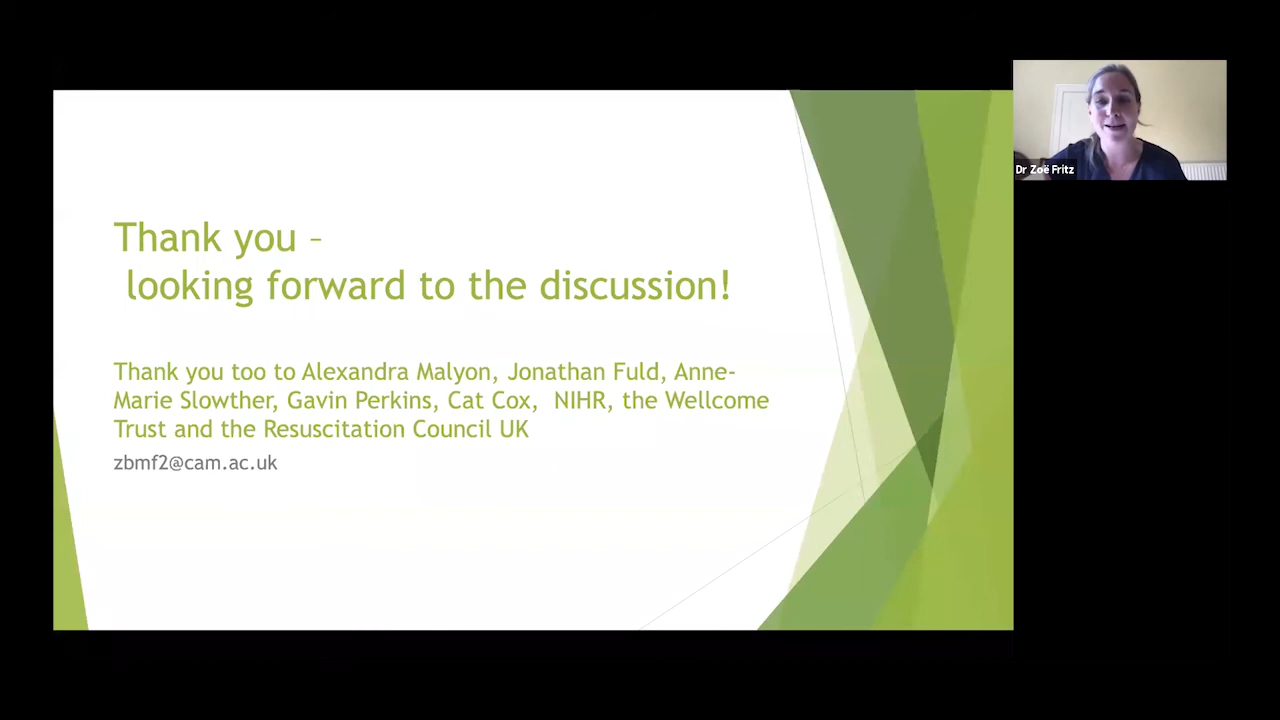 Thank you –
looking forward to the discussion!
Thank you too to Alexandra Malyon, Jonathan Fuld, Anne-
Marie Slowther, Gavin Perkins, Cat Cox, NIHR, the Wellcome
Trust and the Resuscitation Council UK
zbmf2@cam.ac.uk
Dr Zoë Fritz